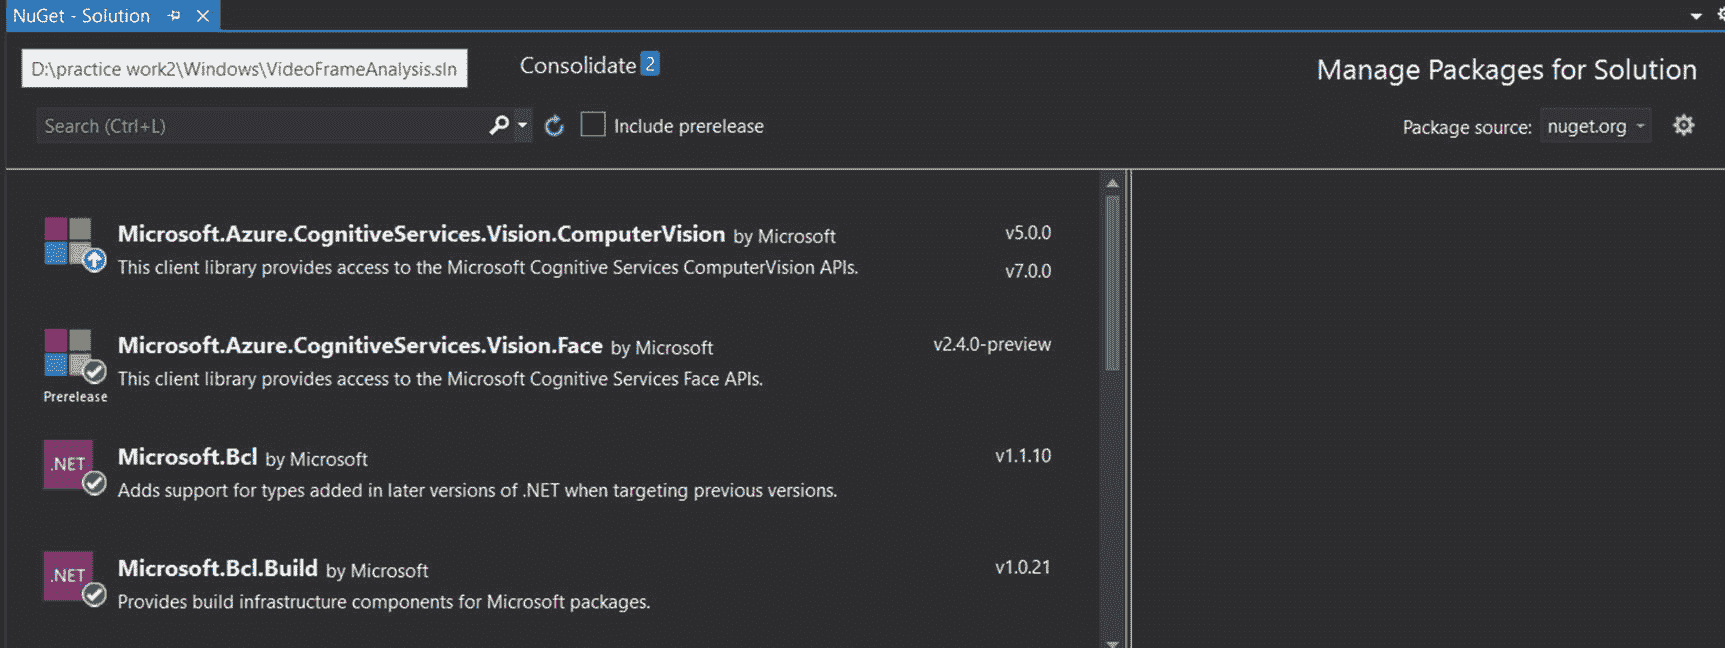 NuGet - Solution
D:\practice work2\Windows\VideoFrameAnalysis.sln
Consolidate 2
Manage Packages for Solution
Search (Ctrl+L)
Include prerelease
Package source: nuget.org
Microsoft.Azure.CognitiveServices.Vision.ComputerVision by Microsoft v5.0.0
This client library provides access to the Microsoft Cognitive Services ComputerVision APIs. v7.0.0
Microsoft.Azure.CognitiveServices.Vision.Face by Microsoft v2.4.0-preview
This client library provides access to the Microsoft Cognitive Services Face APIs.
Prerelease
.NET
Microsoft.Bcl by Microsoft v1.1.10
Adds support for types added in later versions of .NET when targeting previous versions.
.NET
Microsoft.Bcl.Build by Microsoft v1.0.21
Provides build infrastructure components for Microsoft packages.